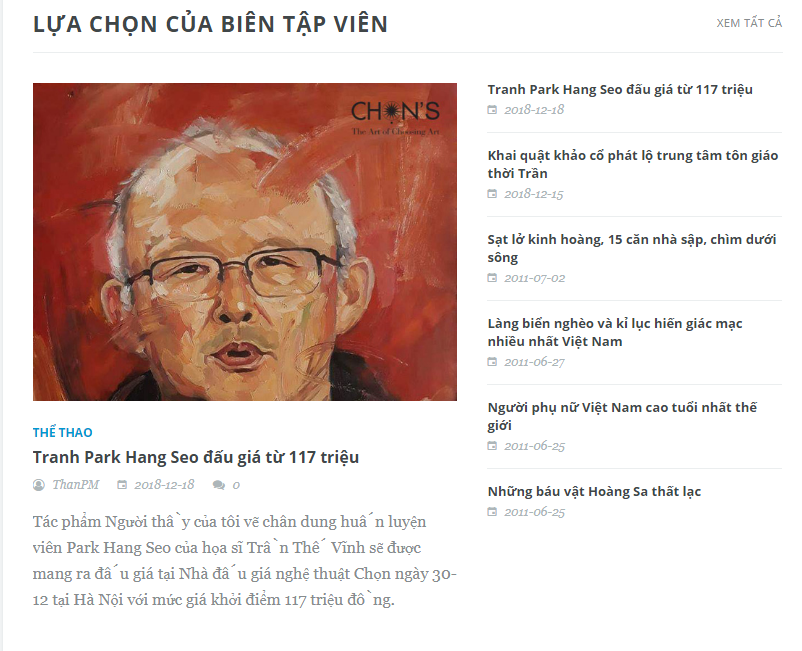 LỰA CHỌN CỦA BIÊN TẬP VIÊN
XEM TẤT CẢ
CHỌN'S
The Art of Choosing Art
THỂ THAO
Tranh Park Hang Seo đấu giá từ 117 triệu
ThanPM 2018-12-18 0
Tác phẩm Người thầy của tôi vẽ chân dung huấn luyện
viên Park Hang Seo của họa sĩ Trần Thế Vĩnh sẽ được
mang ra đấu giá tại Nhà đấu giá nghệ thuật Chọn ngày 30-
12 tại Hà Nội với mức giá khởi điểm 117 triệu đồng.
Tranh Park Hang Seo đấu giá từ 117 triệu
2018-12-18
Khai quật khảo cổ phát lộ trung tâm tôn giáo
thời Trần
2018-12-15
Sạt lở kinh hoàng, 15 căn nhà sập, chìm dưới
sông
2011-07-02
Làng biển nghèo và kỉ lục hiến giác mạc
nhiều nhất Việt Nam
2011-06-27
Người phụ nữ Việt Nam cao tuổi nhất thế
giới
2011-06-25
Những báu vật Hoàng Sa thất lạc
2011-06-25